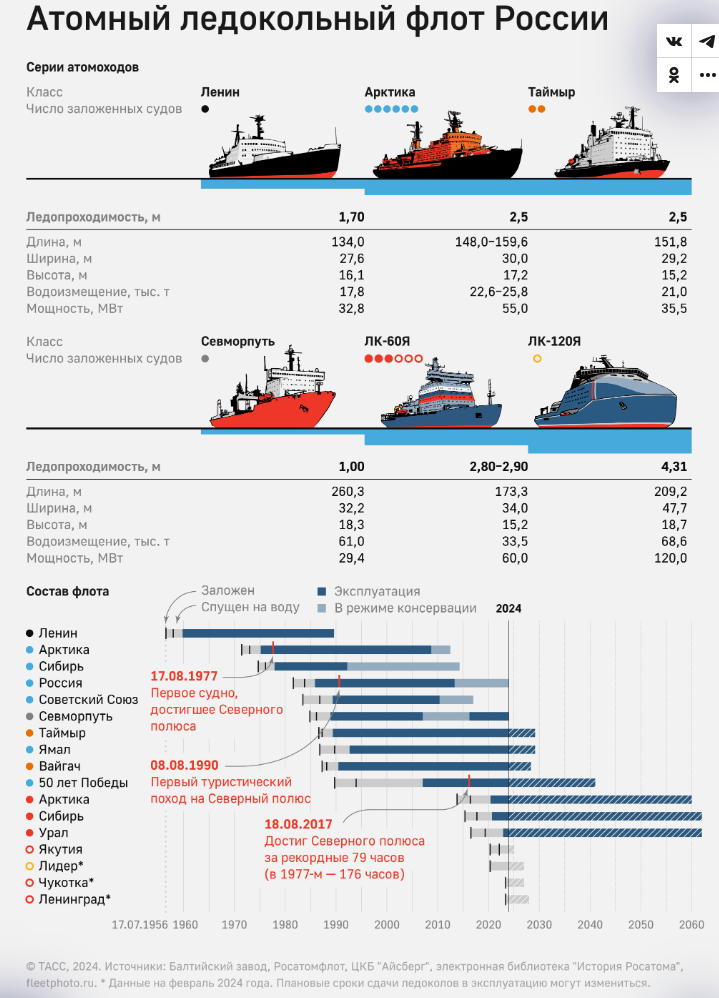 Атомный ледокольный флот России
Серии атомоходов
Класс Ленин Арктика Таймыр
Число заложенных судов
Ледопроходимость, м 1,70 2,5 2,5
Длина, м 134,0 148,0–159,6 151,8
Ширина, м 27,6 30,0 29,2
Высота, м 16,1 17,2 15,2
Водоизмещение, тыс. т 17,8 22,6–25,8 21,0
Мощность, МВт 32,8 55,0 35,5
Класс Севморпуть ЛК-60Я ЛК-120Я
Число заложенных судов
Ледопроходимость, м 1,00 2,80–2,90 4,31
Длина, м 260,3 173,3 209,2
Ширина, м 32,2 34,0 47,7
Высота, м 18,3 15,2 18,7
Водоизмещение, тыс. т 61,0 33,5 68,6
Мощность, МВт 29,4 60,0 120,0
Состав флота Заложен Эксплуатация
Спущен на воду В режиме консервации 2024
Ленин
Арктика
Сибирь
Россия
Советский Союз
Севморпуть
Таймыр
Ямал
Вайгач
50 лет Победы
Арктика
Сибирь
Урал
Якутия
Лидер*
Чукотка*
Ленинград*
17.08.1977
Первое судно,
достигшее Северного
полюса
08.08.1990
Первый туристический
поход на Северный полюс
18.08.2017
Достиг Северного полюса
за рекордные 79 часов
(в 1977-м — 176 часов)
17.07.1956 1960 1970 1980 1990 2000 2010 2020 2030 2040 2050 2060
© ТАСС, 2024. Источники: Балтийский завод, Росатомфлот, ЦКБ "Айсберг", электронная библиотека "История Росатома",
fleetphoto.ru. * Данные на февраль 2024 года. Плановые сроки сдачи ледоколов в эксплуатацию могут измениться.